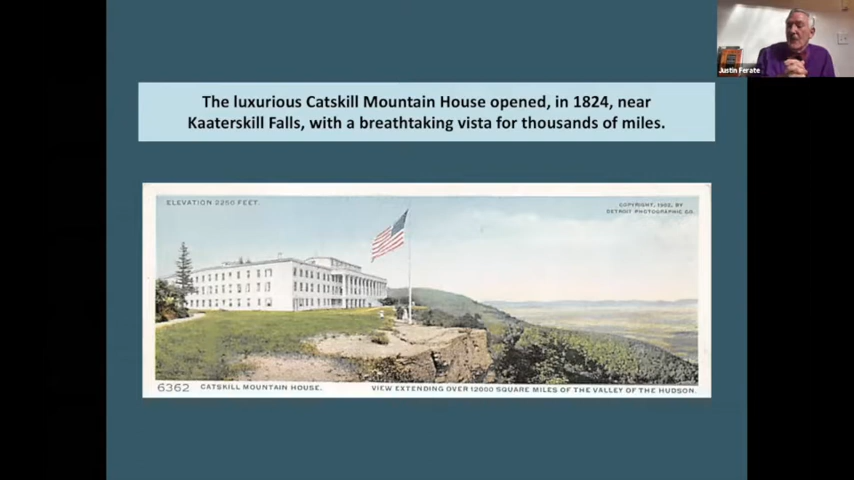 Justin Ferate
The luxurious Catskill Mountain House opened, in 1824, near
Kaaterskill Falls, with a breathtaking vista for thousands of miles.
ELEVATION 2250 FEET.
COPYRIGHT, 1902, BY
DETROIT PHOTOGRAPHIC CO.
6362 CATSKILL MOUNTAIN HOUSE. VIEW EXTENDING OVER 12000 SQUARE MILES OF THE VALLEY OF THE HUDSON.